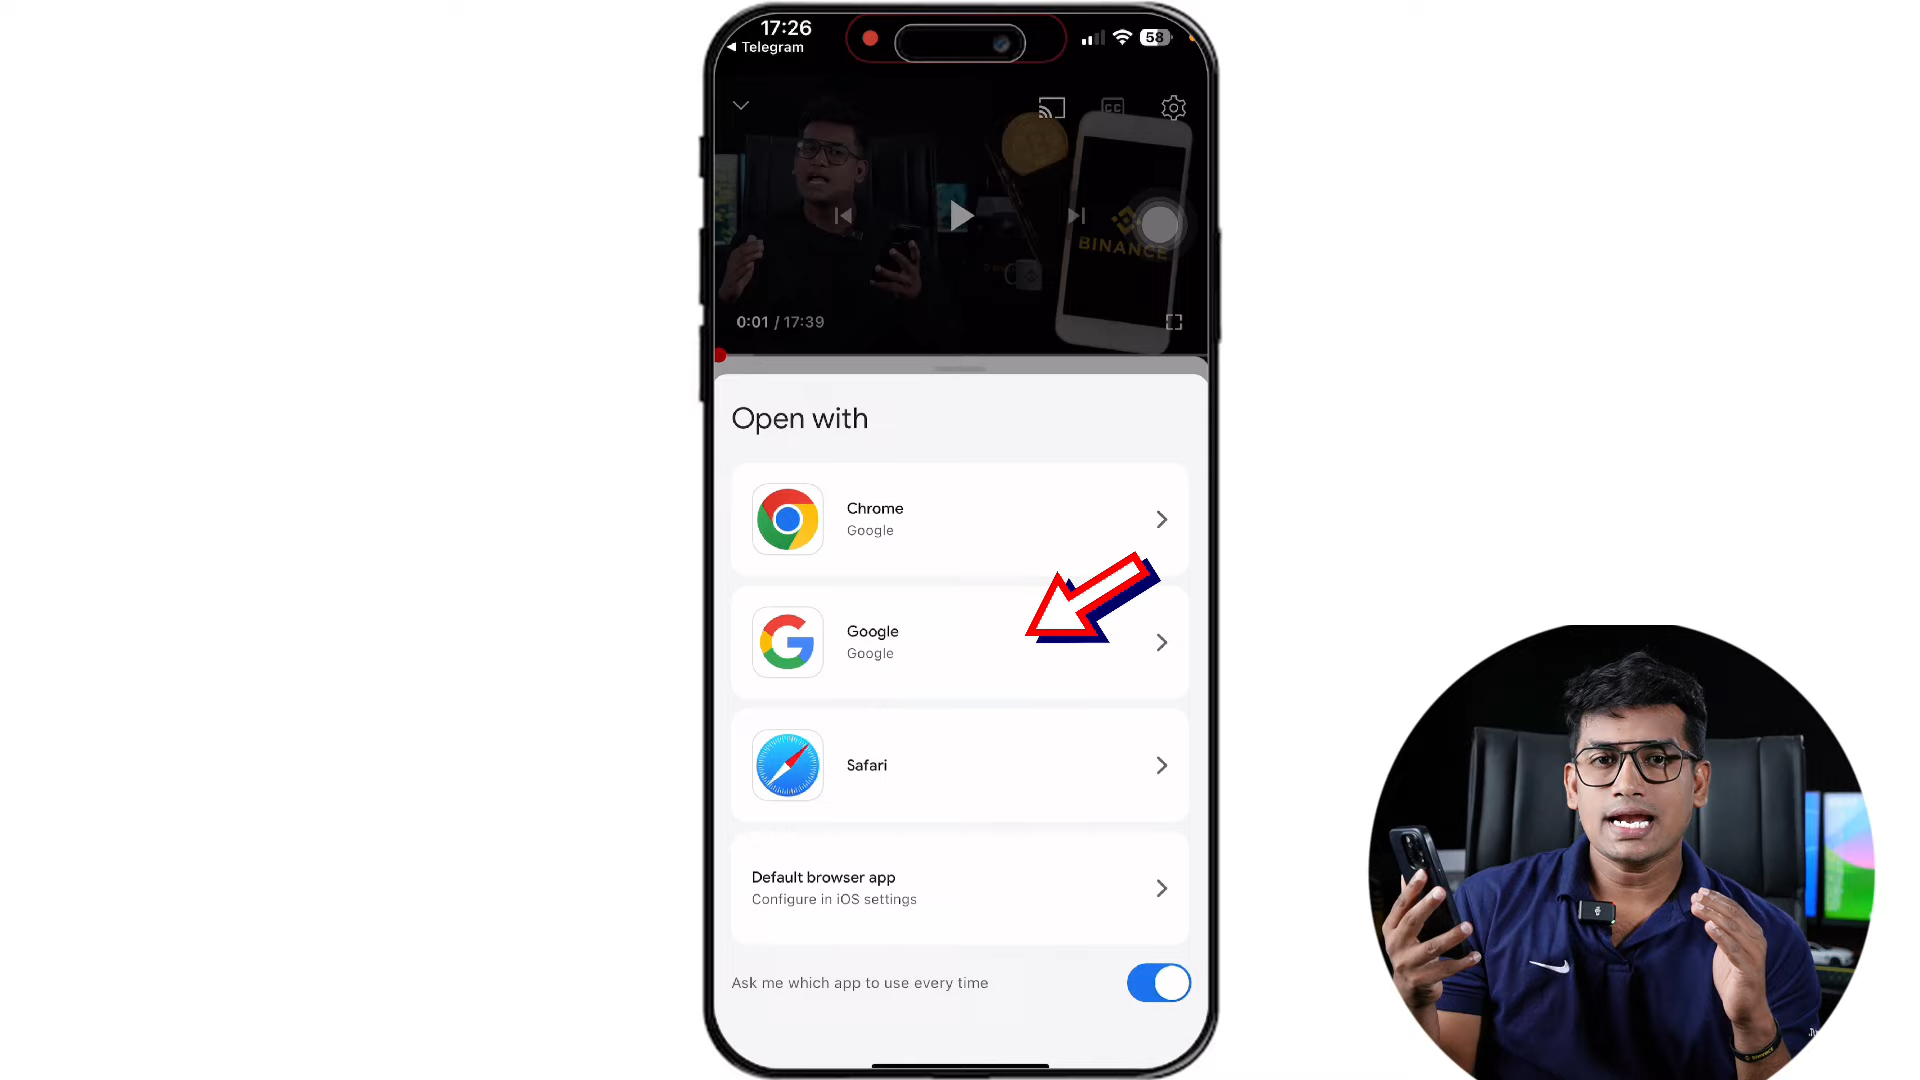 17:26
58
Telegram
CC
BINANCE
0:01 / 17:39
Open with
Chrome
Google
Google
Google
Safari
Default browser app
Configure in iOS settings
Ask me which app to use every time